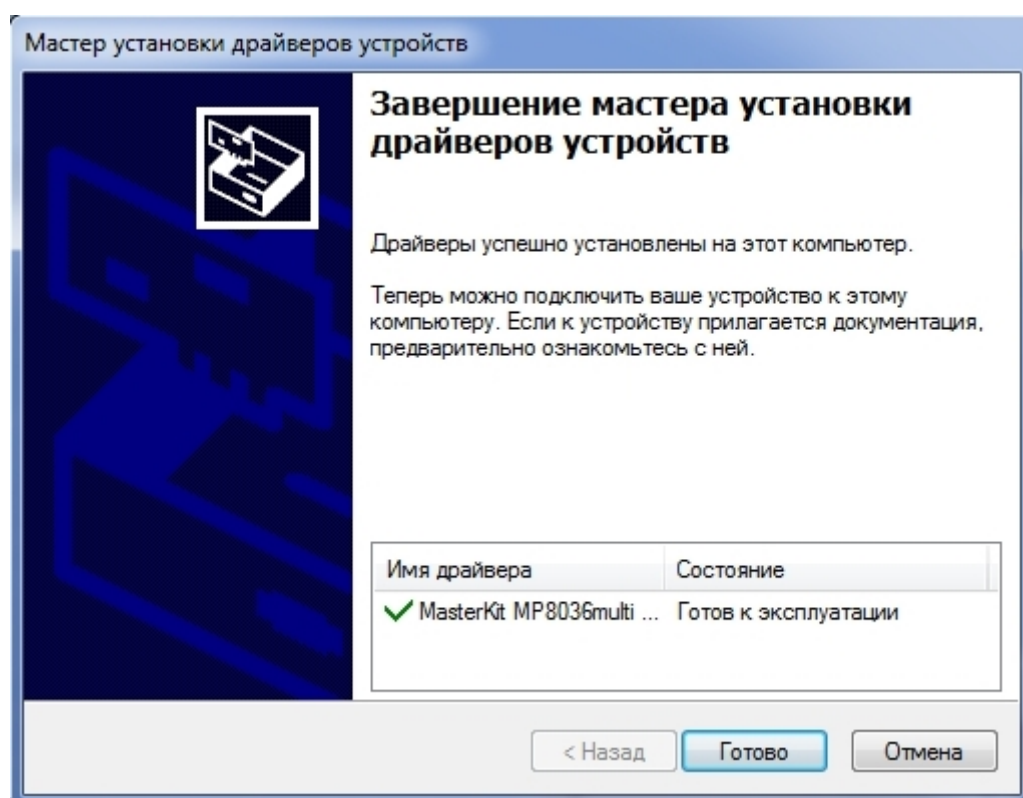 Мастер установки драйверов устройств
Завершение мастера установки
драйверов устройств
Драйверы успешно установлены на этот компьютер.
Теперь можно подключить ваше устройство к этому
компьютеру. Если к устройству прилагается документация,
предварительно ознакомьтесь с ней.
Имя драйвера Состояние
MasterKit MP8036multi ... Готов к эксплуатации
< Назад Готово Отмена